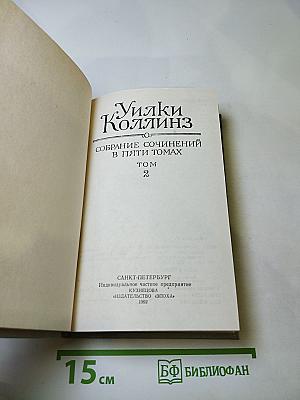 Уилки
Коллинз
СОБРАНИЕ СОЧИНЕНИЙ
В ПЯТИ ТОМАХ
ТОМ
2
САНКТ-ПЕТЕРБУРГ
Индивидуальное частное предприятие
КУЗНЕЦОВА
«ИЗДАТЕЛЬСТВО «ЭПОХА»
1992
15 см
БФ БИБЛИОФАН